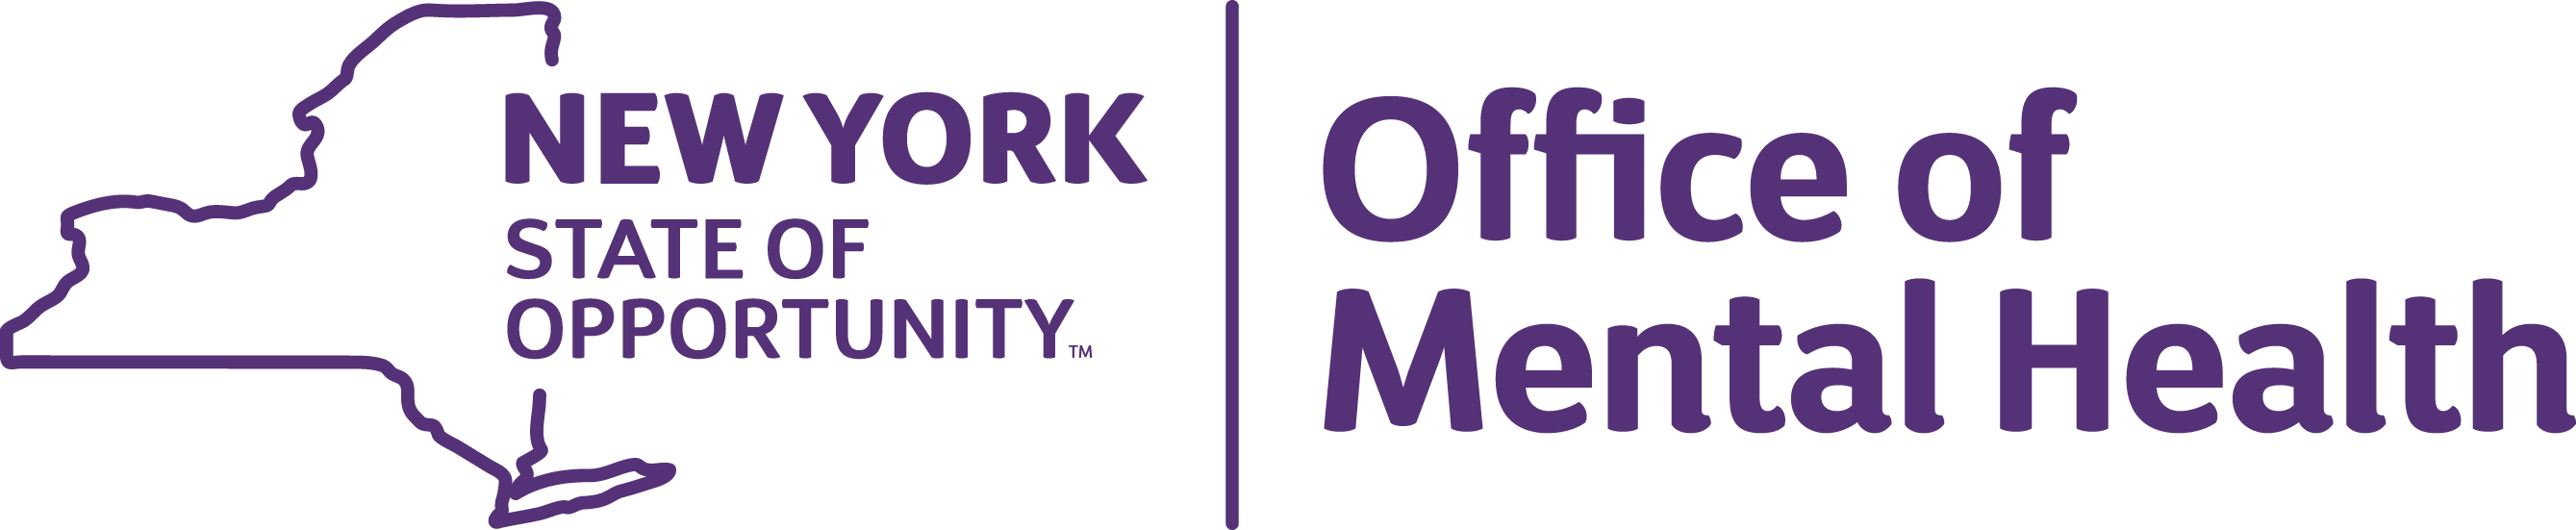 NEW YORK
STATE OF
OPPORTUNITY™
Office of
Mental Health